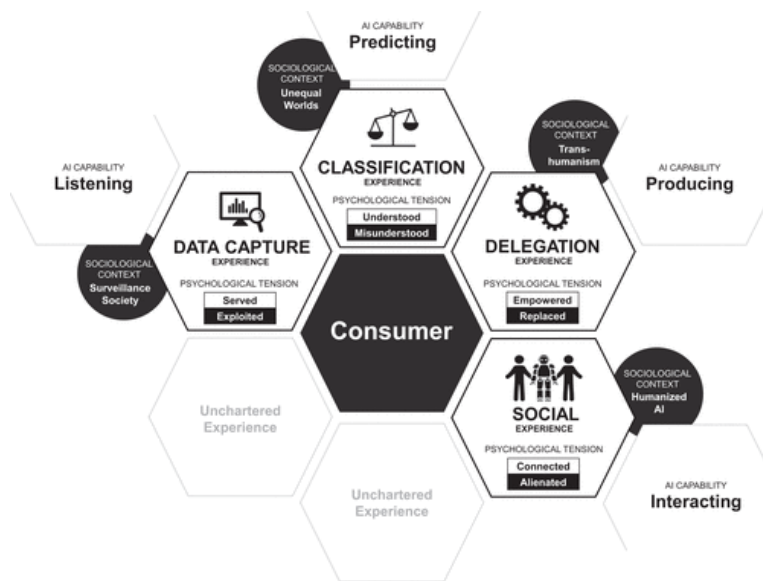 AI CAPABILITY
Predicting
SOCIOLOGICAL
CONTEXT
Unequal
Worlds
CLASSIFICATION
EXPERIENCE
PSYCHOLOGICAL TENSION
Understood
Misunderstood
AI CAPABILITY
Listening
SOCIOLOGICAL
CONTEXT
Surveillance
Society
DATA CAPTURE
EXPERIENCE
PSYCHOLOGICAL TENSION
Served
Exploited
SOCIOLOGICAL
CONTEXT
Trans-
humanism
AI CAPABILITY
Producing
DELEGATION
EXPERIENCE
PSYCHOLOGICAL TENSION
Empowered
Replaced
Consumer
SOCIOLOGICAL
CONTEXT
Humanized
AI
SOCIAL
EXPERIENCE
PSYCHOLOGICAL TENSION
Connected
Alienated
AI CAPABILITY
Interacting
Unchartered
Experience
Unchartered
Experience